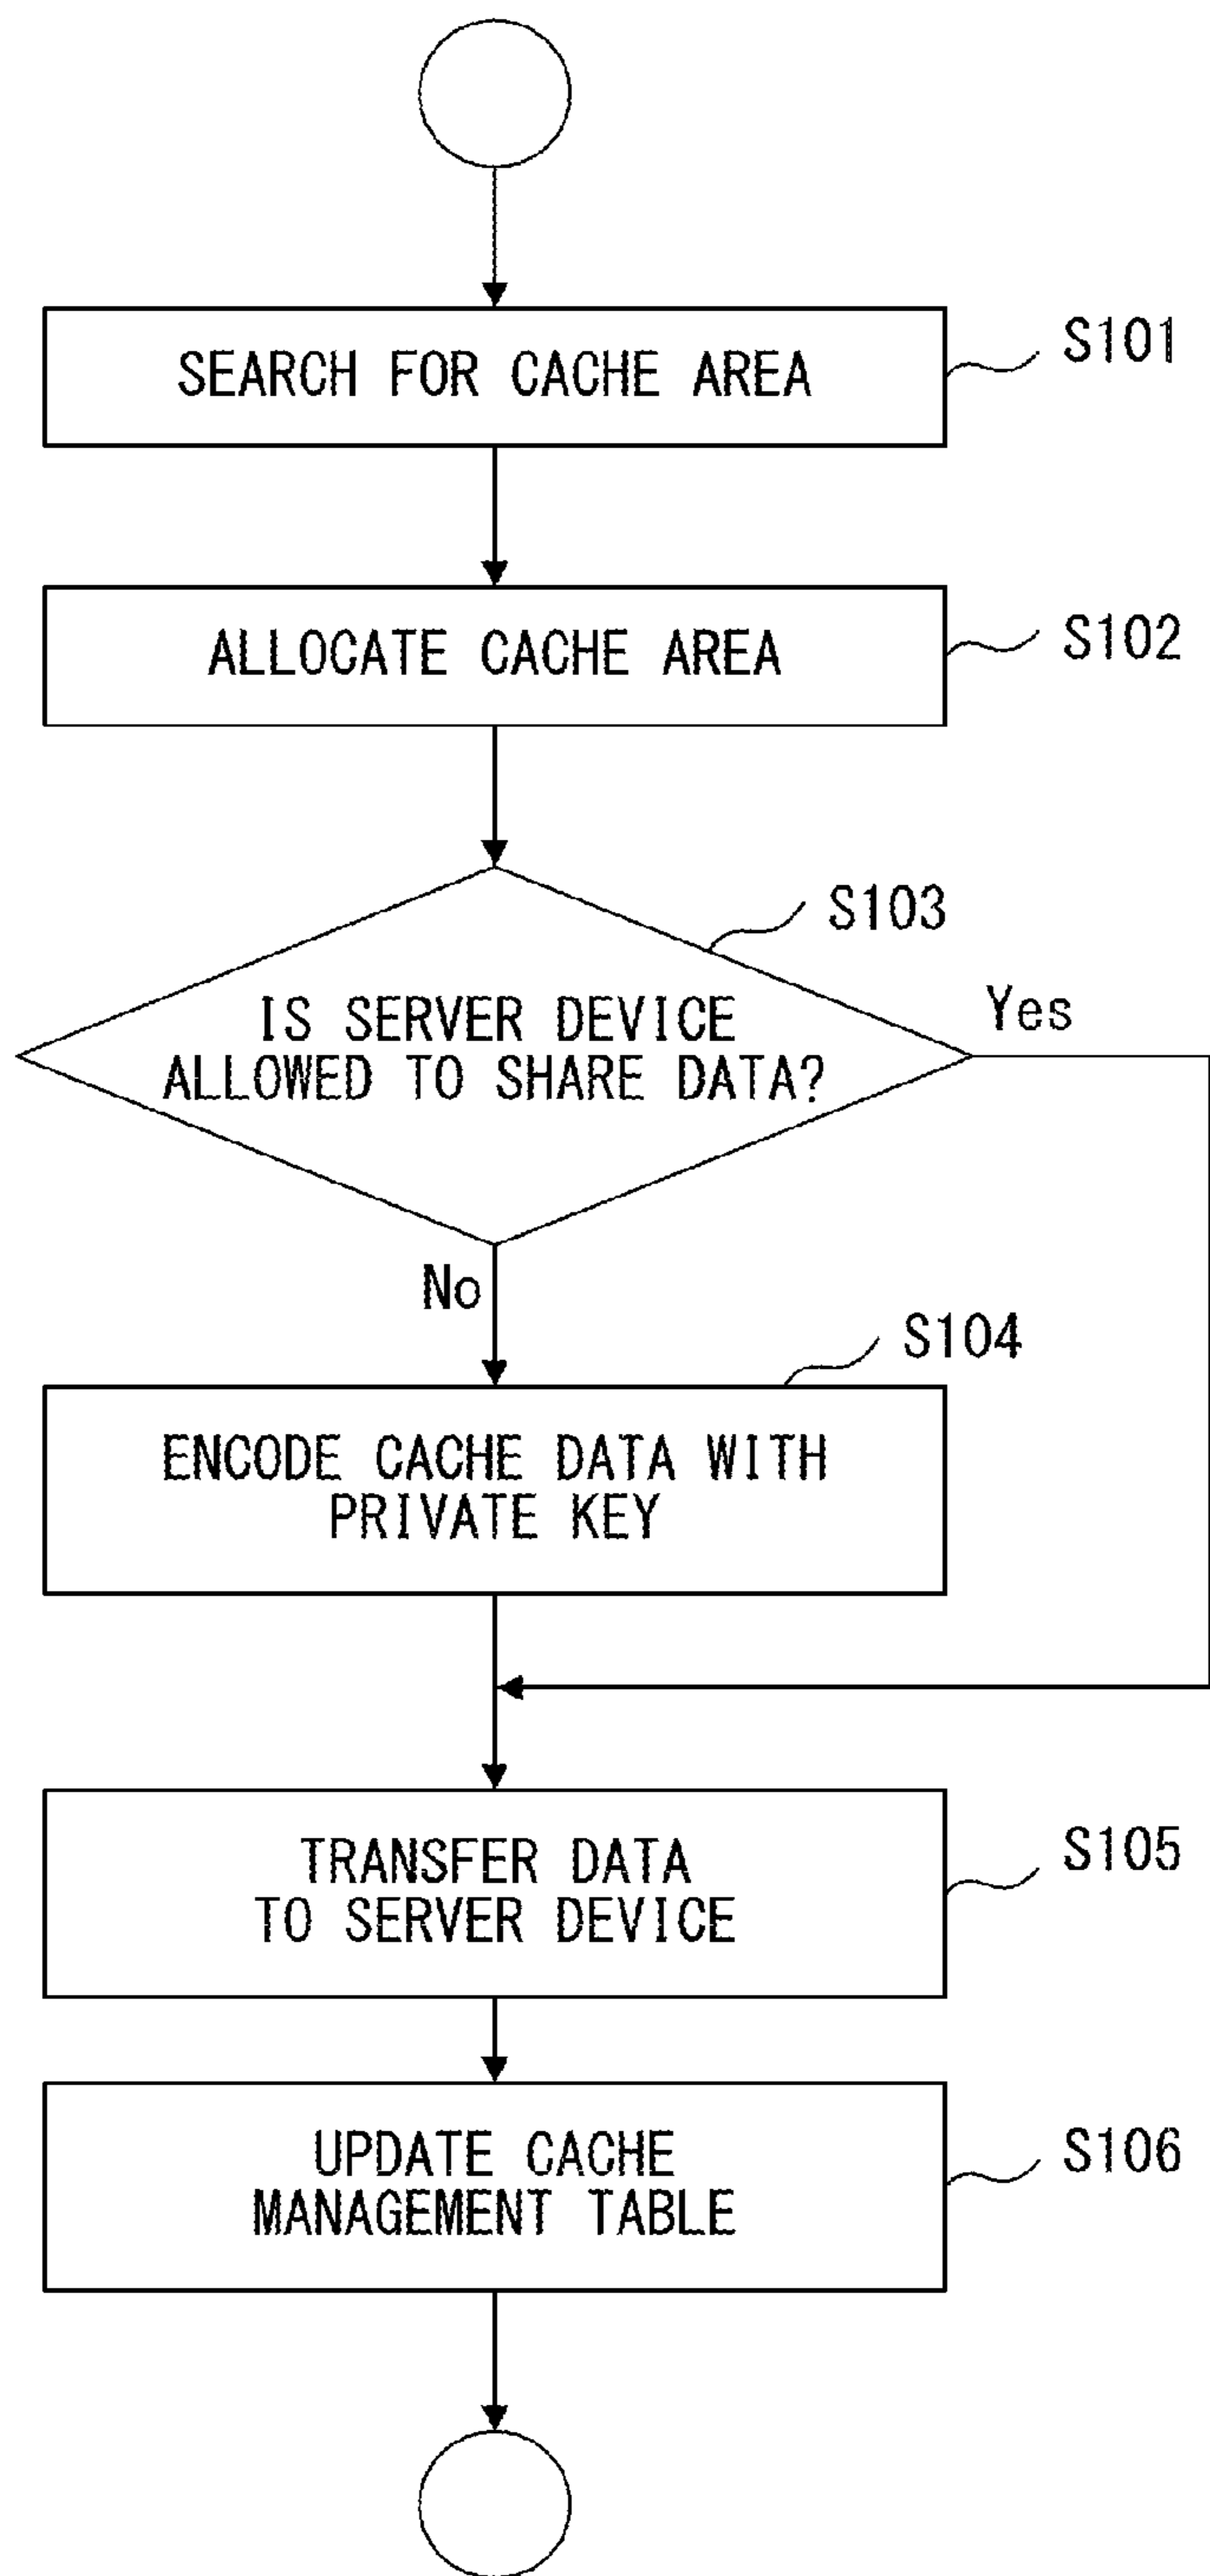 SEARCH FOR CACHE AREA
S101
ALLOCATE CACHE AREA
S102
S103
IS SERVER DEVICE
ALLOWED TO SHARE DATA?
Yes
No
S104
ENCODE CACHE DATA WITH
PRIVATE KEY
TRANSFER DATA
TO SERVER DEVICE
S105
UPDATE CACHE
MANAGEMENT TABLE
S106